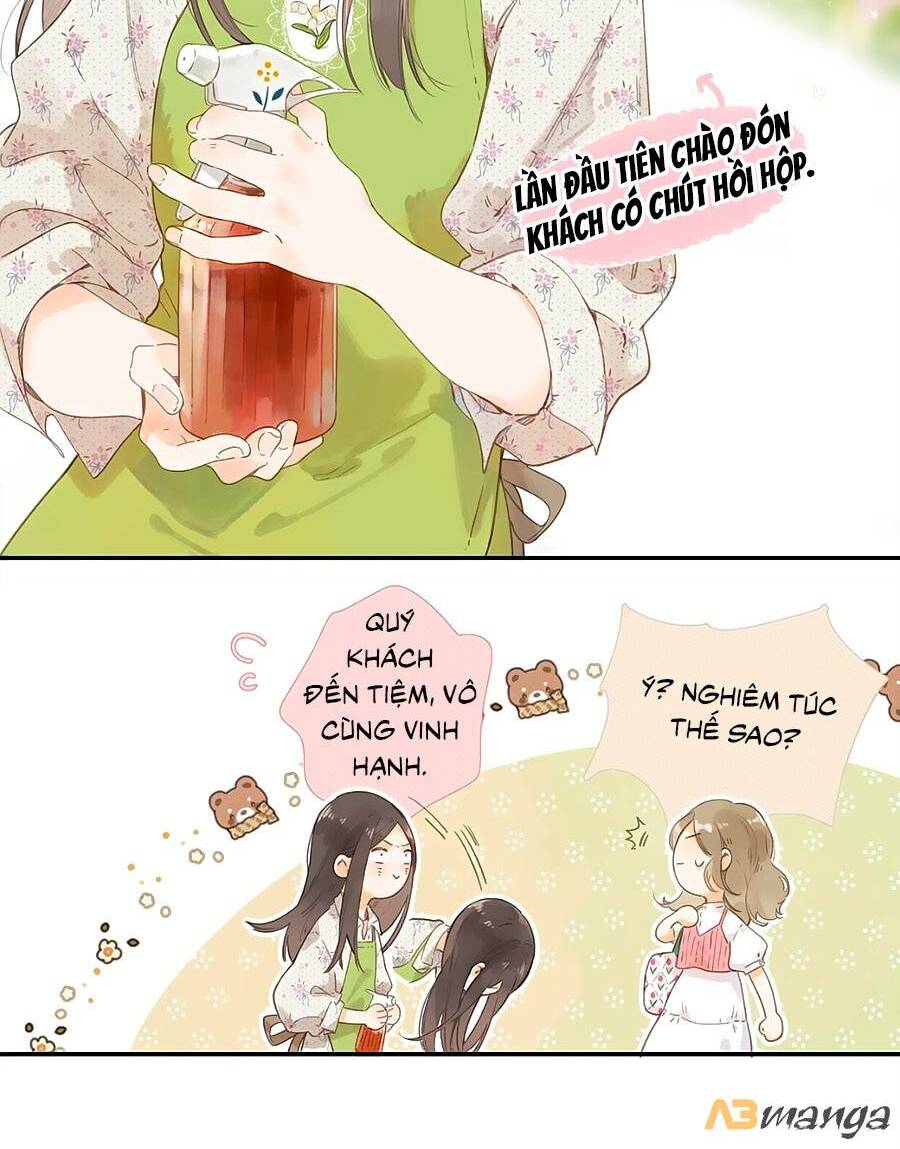 LẦN ĐẦU TIÊN CHÀO ĐÓN
KHÁCH CÓ CHÚT HỒI HỘP.
QUÝ
KHÁCH
ĐẾN TIỆM, VÔ
CÙNG VINH
HẠNH.
Ý? NGHIÊM TÚC
THẾ SAO?
A3manga